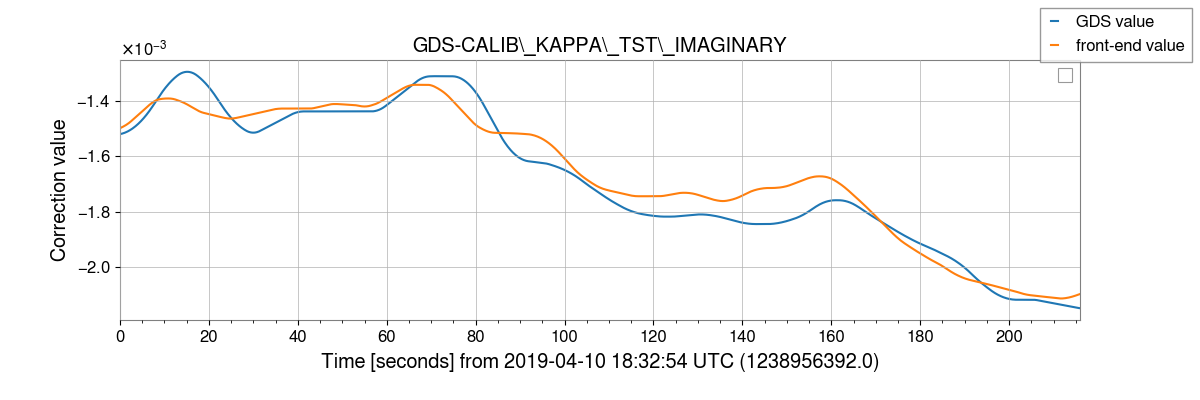 GDS value
front-end value
×10⁻³
GDS-CALIB\_KAPPA\_TST\_IMAGINARY
Correction value
−1.4
−1.6
−1.8
−2.0
0 20 40 60 80 100 120 140 160 180 200
Time [seconds] from 2019-04-10 18:32:54 UTC (1238956392.0)